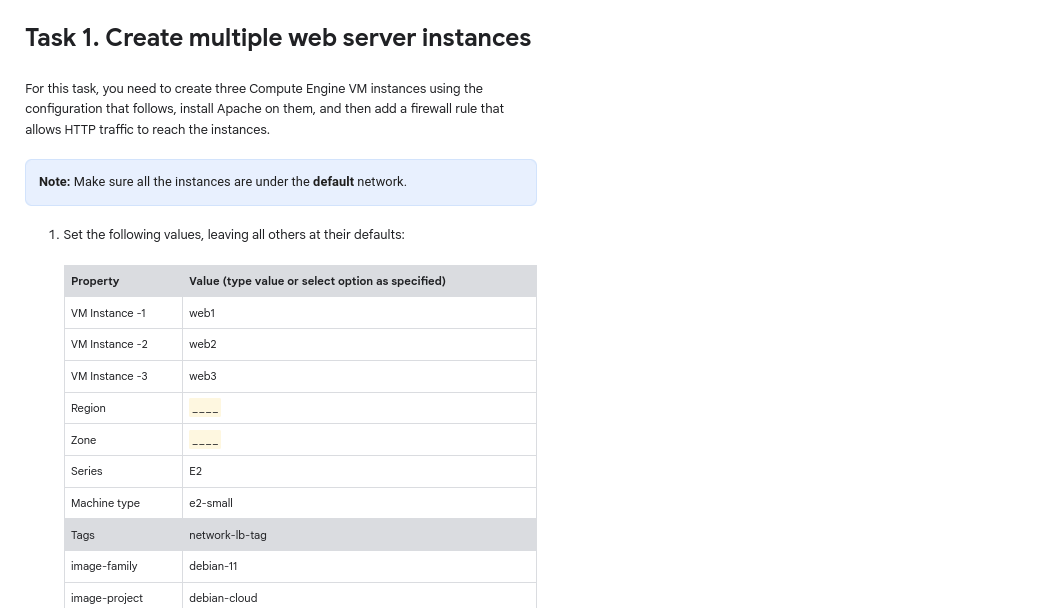 Task 1. Create multiple web server instances
For this task, you need to create three Compute Engine VM instances using the
configuration that follows, install Apache on them, and then add a firewall rule that
allows HTTP traffic to reach the instances.
Note: Make sure all the instances are under the default network.
1. Set the following values, leaving all others at their defaults:
Property Value (type value or select option as specified)
VM Instance -1 web1
VM Instance -2 web2
VM Instance -3 web3
Region ____
Zone ____
Series E2
Machine type e2-small
Tags network-lb-tag
image-family debian-11
image-project debian-cloud